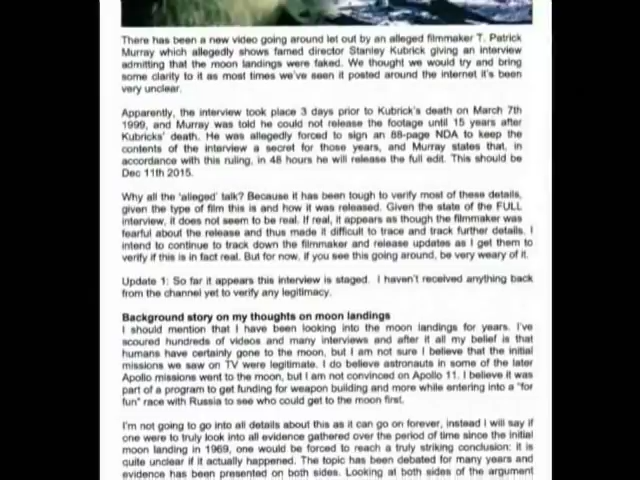 There has been a new video going around let out by an alleged filmmaker T. Patrick
Murray which allegedly shows famed director Stanley Kubrick giving an interview
admitting that the moon landings were faked. We thought we would try and bring
some clarity to it as most times we've seen it posted around the internet it's been
very unclear.
Apparently, the interview took place 3 days prior to Kubrick's death on March 7th
1999, and Murray was told he could not release the footage until 15 years after
Kubricks' death. He was allegedly forced to sign an 88-page NDA to keep the
contents of the interview a secret for those years, and Murray states that, in
accordance with this ruling, in 48 hours he will release the full edit. This should be
Dec 11th 2015.
Why all the 'alleged' talk? Because it has been tough to verify most of these details,
given the type of film this is and how it was released. Given the state of the FULL
interview, it does not seem to be real. If real, it appears as though the filmmaker was
fearful about the release and thus made it difficult to trace and track further details. I
intend to continue to track down the filmmaker and release updates as I get them to
verify if this is in fact real. But for now, if you see this going around, be very weary of it.
Update 1: So far it appears this interview is staged. I haven't received anything back
from the channel yet to verify any legitimacy.
Background story on my thoughts on moon landings
I should mention that I have been looking into the moon landings for years. I've
scoured hundreds of videos and many interviews and after it all my belief is that
humans have certainly gone to the moon, but I am not sure I believe that the initial
missions we saw on TV were legitimate. I do believe astronauts in some of the later
Apollo missions went to the moon, but I am not convinced on Apollo 11. I believe it was
part of a program to get funding for weapon building and more while entering into a "for
fun" race with Russia to see who could get to the moon first.
I'm not going to go into all details about this as it can go on forever, instead I will say if
one were to truly look into all evidence gathered over the period of time since the initial
moon landing in 1969, one would be forced to reach a truly striking conclusion: it is
quite unclear if it actually happened. The topic has been debated for many years and
evidence has been presented on both sides. Looking at both sides of the argument